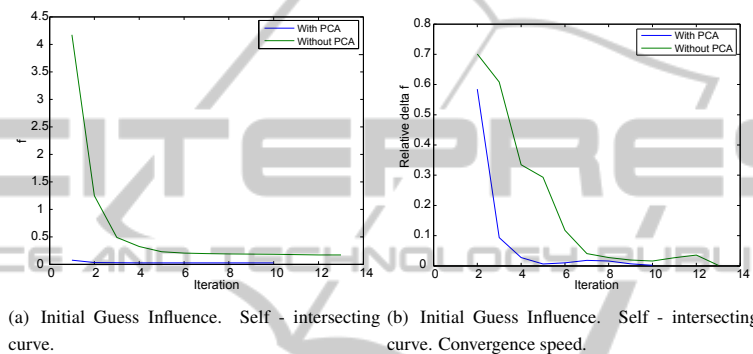 With PCA
Without PCA
4.5
4
3.5
3
2.5
2
1.5
1
0.5
0
f
0 2 4 6 8 10 12 14
Iteration
With PCA
Without PCA
0.8
0.7
0.6
0.5
0.4
0.3
0.2
0.1
0
Relative delta f
0 2 4 6 8 10 12 14
Iteration
(a) Initial Guess Influence. Self - intersecting
curve.
(b) Initial Guess Influence. Self - intersecting
curve. Convergence speed.